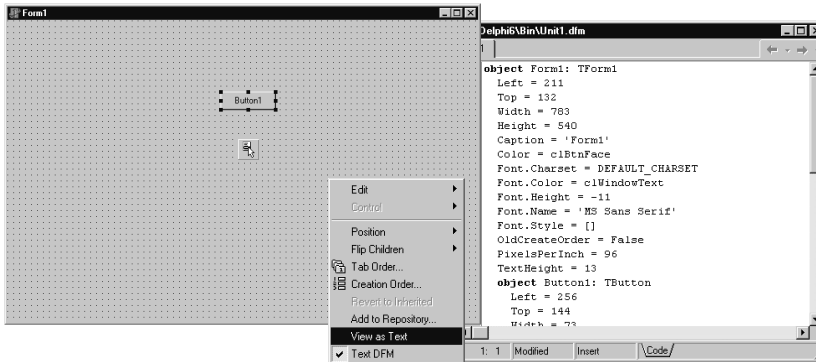 Form1
Button1
Edit
Control
Position
Flip Children
Tab Order...
Creation Order...
Revert to Inherited
Add to Repository...
View as Text
Text DFM
Delphi6\Bin\Unit1.dfm
object Form1: TForm1
Left = 211
Top = 132
Width = 783
Height = 540
Caption = 'Form1'
Color = clBtnFace
Font.Charset = DEFAULT_CHARSET
Font.Color = clWindowText
Font.Height = -11
Font.Name = 'MS Sans Serif'
Font.Style = []
OldCreateOrder = False
PixelsPerInch = 96
TextHeight = 13
object Button1: TButton
Left = 256
Top = 144
Width = 73
1: 1 Modified Insert \Code/